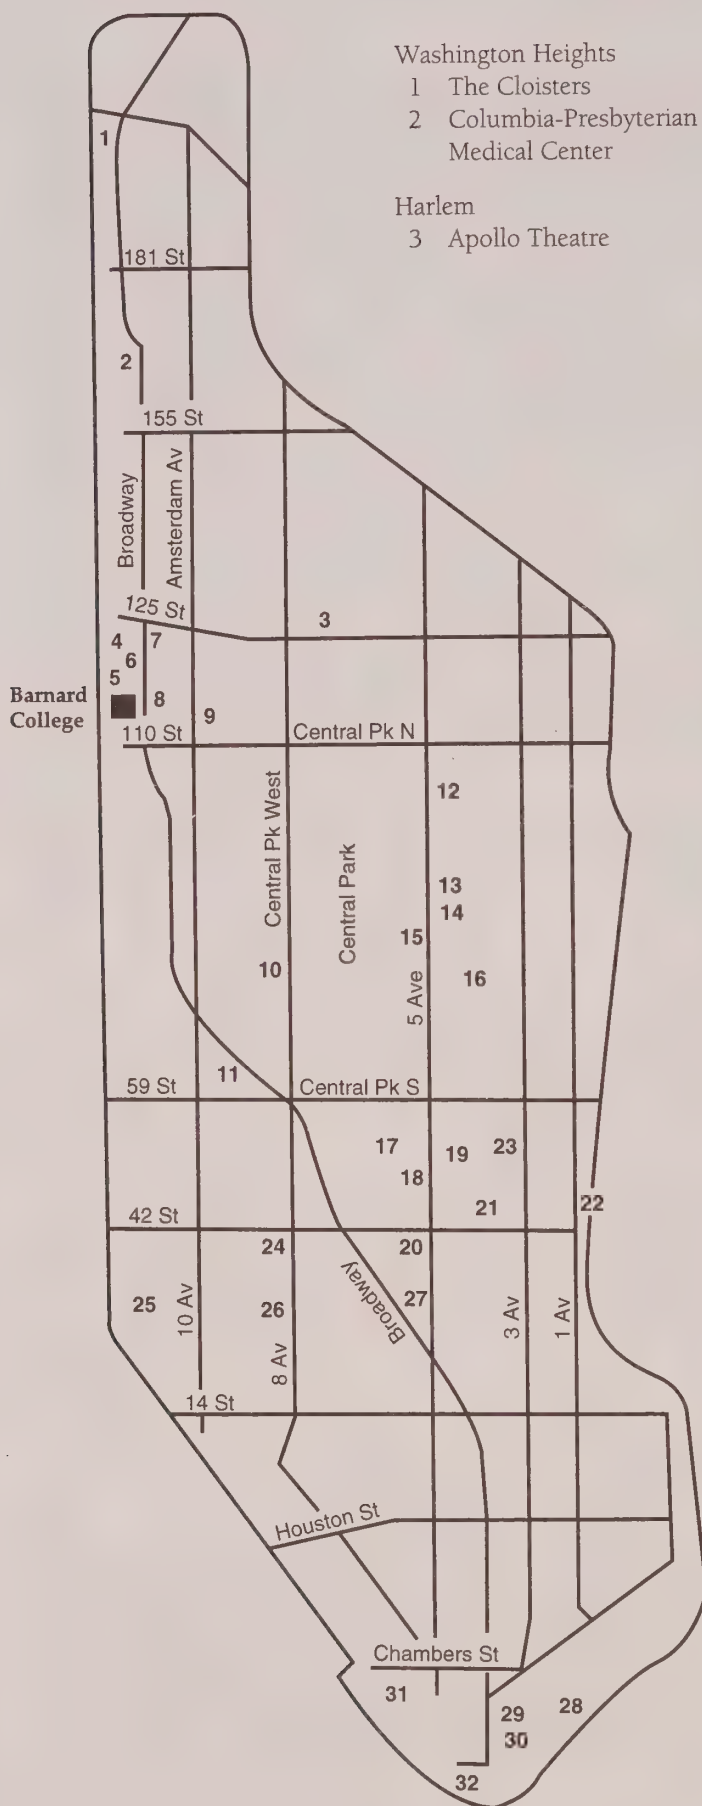 Washington Heights
1 The Cloisters
2 Columbia-Presbyterian
Medical Center
Harlem
3 Apollo Theatre
1
181 St
2
155 St
Broadway
Amsterdam Av
125 St
3
4
7
6
5
Barnard
College
8
9
110 St
Central Pk N
12
Central Pk West
Central Park
13
14
15
10
16
5 Ave
11
59 St
Central Pk S
17
19
23
18
21
22
42 St
24
20
Broadway
25
10 Av
26
27
3 Av
1 Av
8 Av
14 St
Houston St
Chambers St
31
29
28
30
32